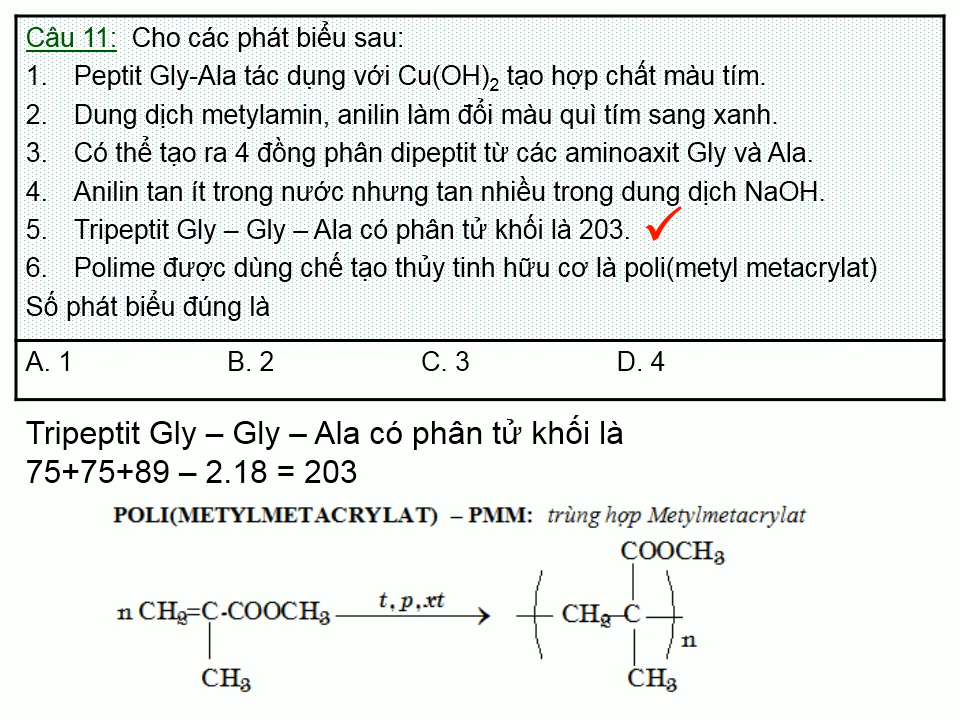 Câu 11: Cho các phát biểu sau:
1. Peptit Gly-Ala tác dụng với Cu(OH)2 tạo hợp chất màu tím.
2. Dung dịch metylamin, anilin làm đổi màu quì tím sang xanh.
3. Có thể tạo ra 4 đồng phân dipeptit từ các aminoaxit Gly và Ala.
4. Anilin tan ít trong nước nhưng tan nhiều trong dung dịch NaOH.
5. Tripeptit Gly – Gly – Ala có phân tử khối là 203.
6. Polime được dùng chế tạo thủy tinh hữu cơ là poli(metyl metacrylat)
Số phát biểu đúng là
A. 1 B. 2 C. 3 D. 4
Tripeptit Gly – Gly – Ala có phân tử khối là
75+75+89 – 2.18 = 203
POLI(METYLMETACRYLAT) – PMM: trùng hợp Metylmetacrylat
COOCH3
n CH2=C-COOCH3 t, p, xt CH2 C
n
CH3 CH3